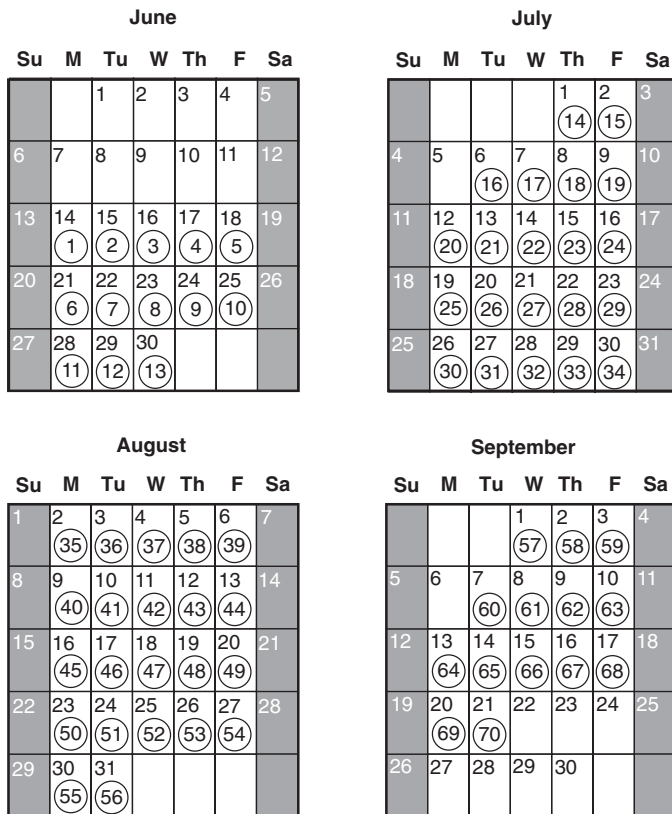 June
Su M Tu W Th F Sa
1 2 3 4 5
6 7 8 9 10 11 12
13 14 15 16 17 18 19
1 2 3 4 5
20 21 22 23 24 25 26
6 7 8 9 10
27 28 29 30
11 12 13
July
Su M Tu W Th F Sa
1 2 3
14 15
4 5 6 7 8 9 10
16 17 18 19
11 12 13 14 15 16 17
20 21 22 23 24
18 19 20 21 22 23 24
25 26 27 28 29
25 26 27 28 29 30 31
30 31 32 33 34
August
Su M Tu W Th F Sa
1 2 3 4 5 6 7
35 36 37 38 39
8 9 10 11 12 13 14
40 41 42 43 44
15 16 17 18 19 20 21
45 46 47 48 49
22 23 24 25 26 27 28
50 51 52 53 54
29 30 31
55 56
September
Su M Tu W Th F Sa
1 2 3 4
57 58 59
5 6 7 8 9 10 11
60 61 62 63
12 13 14 15 16 17 18
64 65 66 67 68
19 20 21 22 23 24 25
69 70
26 27 28 29 30